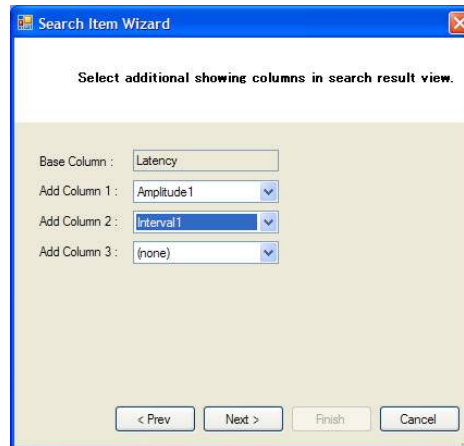 Search Item Wizard
Select additional showing columns in search result view.
Base Column : Latency
Add Column 1 : Amplitude1
Add Column 2 : Interval1
Add Column 3 : (none)
< Prev Next > Finish Cancel